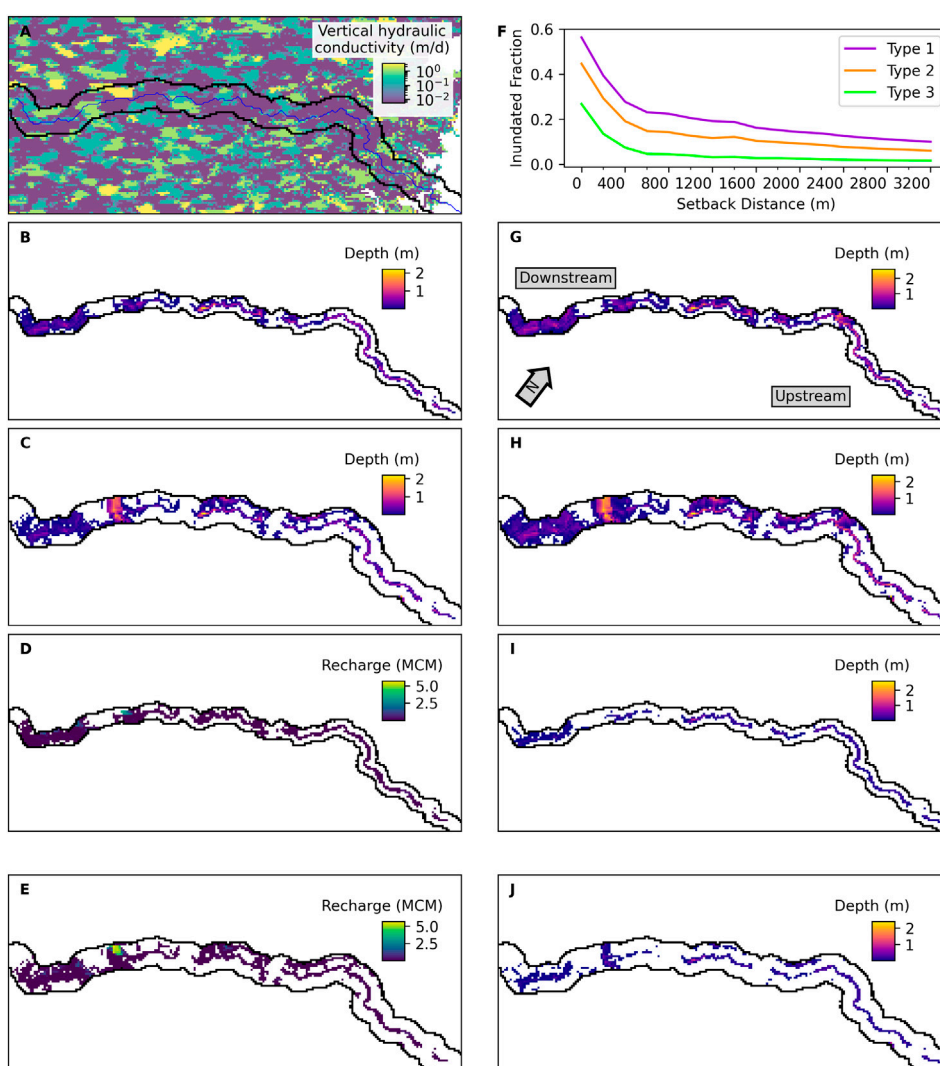 A
Vertical hydraulic
conductivity (m/d)
10⁰
10⁻¹
10⁻²
F
Inundated Fraction
0.6
0.4
0.2
0.0
Type 1
Type 2
Type 3
0 400 800 1200 1600 2000 2400 2800 3200
Setback Distance (m)
B
Depth (m)
2
1
G
Depth (m)
2
1
Downstream
N
Upstream
C
Depth (m)
2
1
H
Depth (m)
2
1
D
Recharge (MCM)
5.0
2.5
I
Depth (m)
2
1
E
Recharge (MCM)
5.0
2.5
J
Depth (m)
2
1